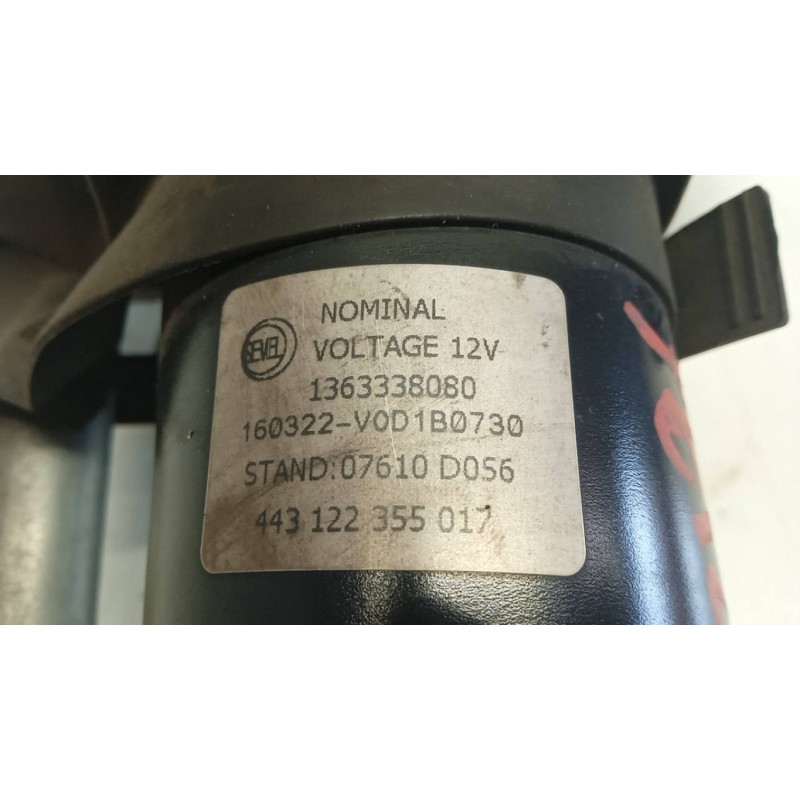 SEVEL
NOMINAL
VOLTAGE 12V
1363338080
160322-V0D1B0730
STAND:07610 D056
443 122 355 017